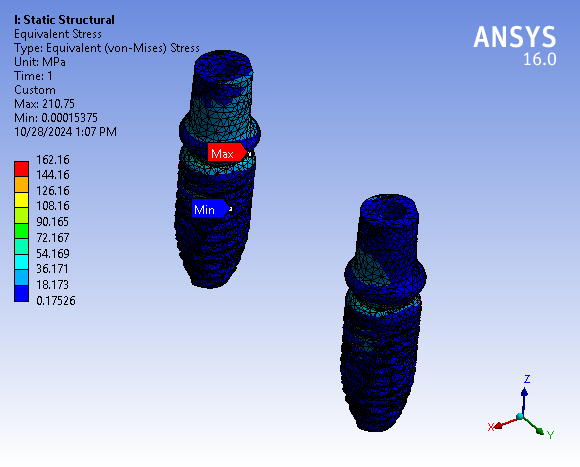 I: Static Structural
Equivalent Stress
Type: Equivalent (von-Mises) Stress
Unit: MPa
Time: 1
Custom
Max: 210.75
Min: 0.00015375
10/28/2024 1:07 PM
ANSYS
16.0
162.16
144.16
126.16
108.16
90.165
72.167
54.169
36.171
18.173
0.17526
Max
Min
Z
X
Y